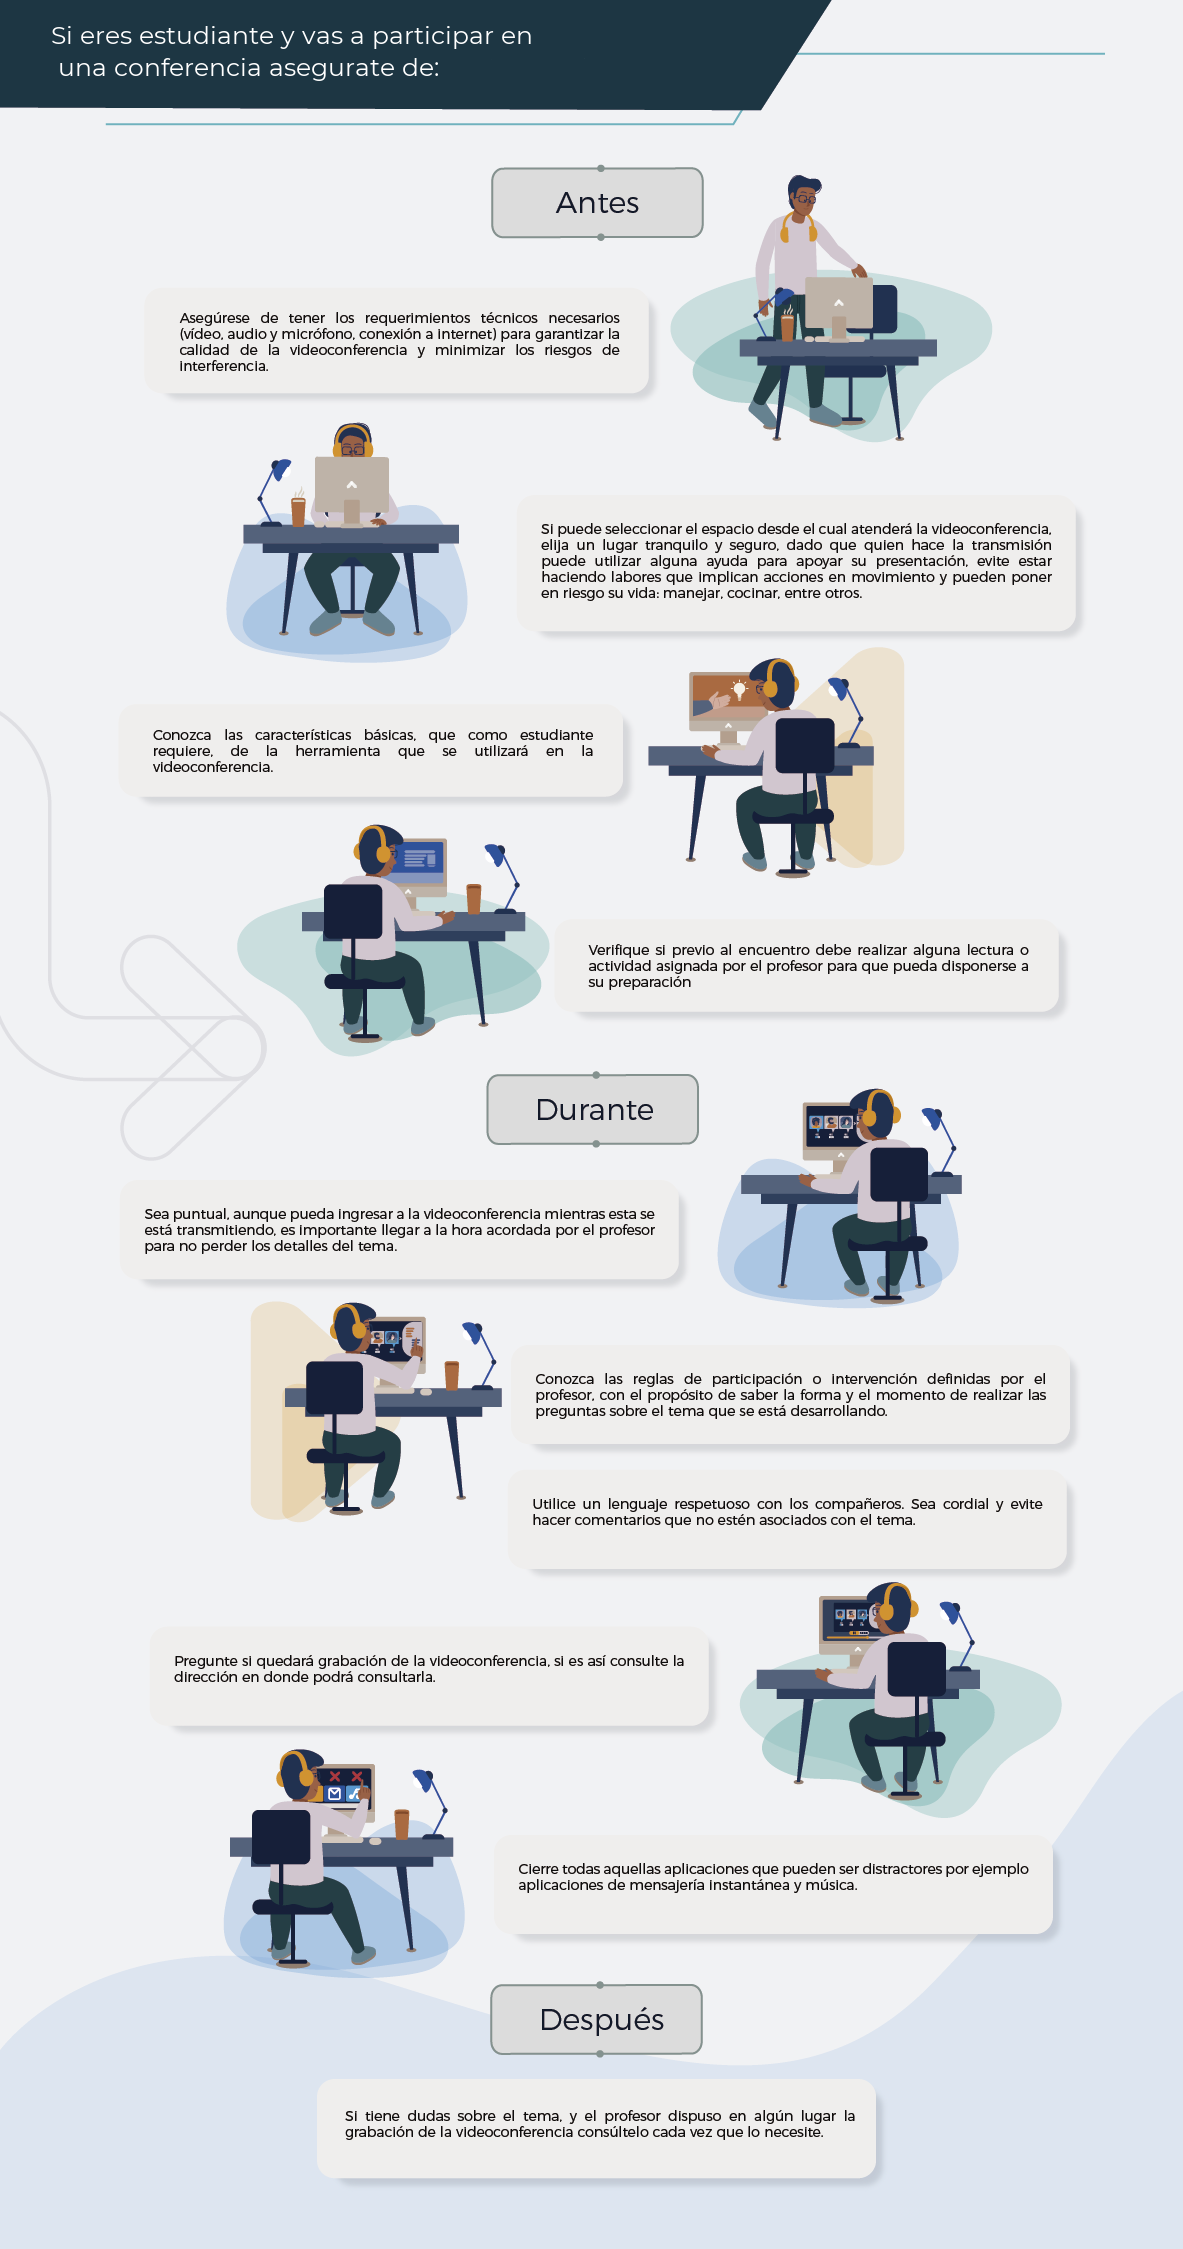 Si eres estudiante y vas a participar en
una conferencia asegurate de:
Antes
Asegúrese de tener los requerimientos técnicos necesarios
(vídeo, audio y micrófono, conexión a internet) para garantizar la
calidad de la videoconferencia y minimizar los riesgos de
interferencia.
Si puede seleccionar el espacio desde el cual atenderá la videoconferencia,
elija un lugar tranquilo y seguro, dado que quien hace la transmisión
puede utilizar alguna ayuda para apoyar su presentación, evite estar
haciendo labores que implican acciones en movimiento y pueden poner
en riesgo su vida: manejar, cocinar, entre otros.
Conozca las características básicas, que como estudiante
requiere, de la herramienta que se utilizará en la
videoconferencia.
Verifique si previo al encuentro debe realizar alguna lectura o
actividad asignada por el profesor para que pueda disponerse a
su preparación
Durante
Sea puntual, aunque pueda ingresar a la videoconferencia mientras esta se
está transmitiendo, es importante llegar a la hora acordada por el profesor
para no perder los detalles del tema.
Conozca las reglas de participación o intervención definidas por el
profesor, con el propósito de saber la forma y el momento de realizar las
preguntas sobre el tema que se está desarrollando.
Utilice un lenguaje respetuoso con los compañeros. Sea cordial y evite
hacer comentarios que no estén asociados con el tema.
Pregunte si quedará grabación de la videoconferencia, si es así consulte la
dirección en donde podrá consultarla.
Cierre todas aquellas aplicaciones que pueden ser distractores por ejemplo
aplicaciones de mensajería instantánea y música.
Después
Si tiene dudas sobre el tema, y el profesor dispuso en algún lugar la
grabación de la videoconferencia consúltelo cada vez que lo necesite.